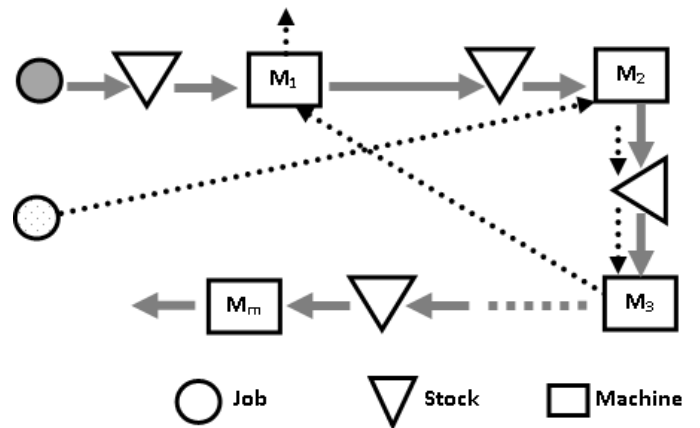 M₁
M₂
M₃
Mₘ
Job
Stock
Machine